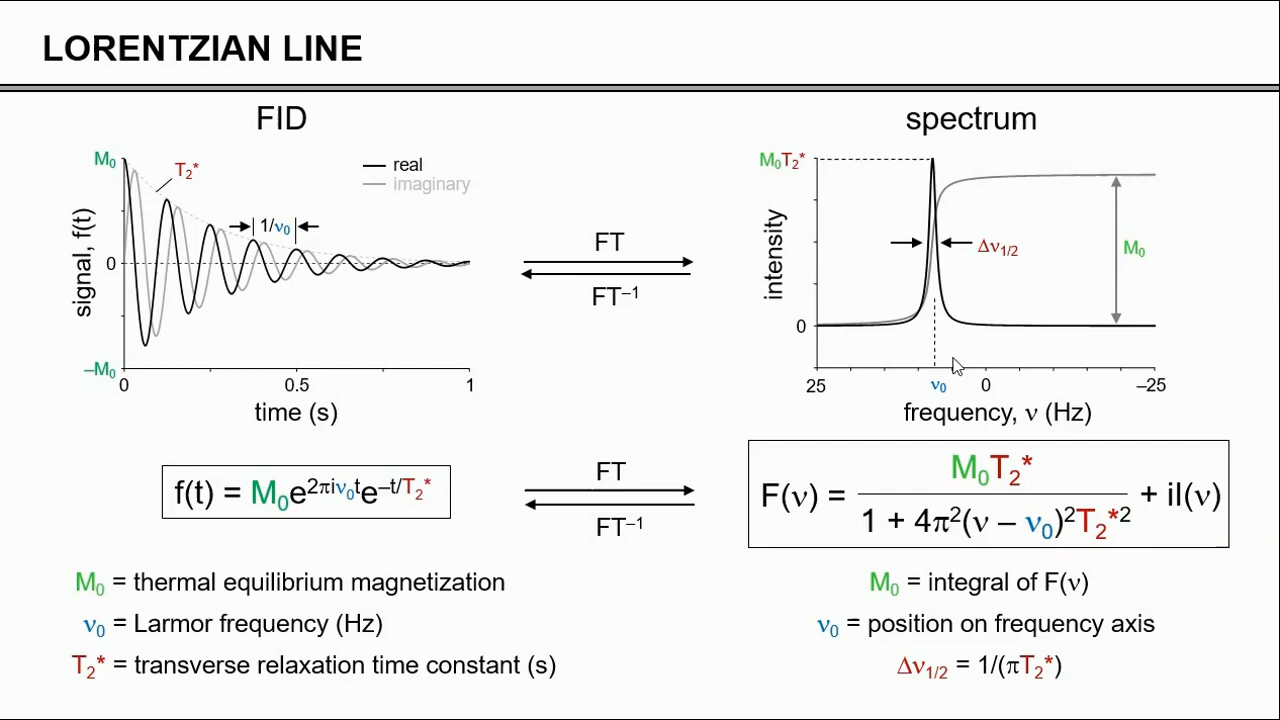 LORENTZIAN LINE
FID
M₀
T₂*
real
imaginary
1/ν₀
signal, f(t)
0
–M₀
0
0.5
1
time (s)
FT
FT⁻¹
spectrum
M₀T₂*
intensity
Δν₁/₂
M₀
0
25
ν₀
0
–25
frequency, ν (Hz)
f(t) = M₀e^{2πiν₀t}e^{–t/T₂*}
FT
FT⁻¹
F(ν) = M₀T₂* / (1 + 4π²(ν – ν₀)²T₂*²) + iI(ν)
M₀ = thermal equilibrium magnetization
ν₀ = Larmor frequency (Hz)
T₂* = transverse relaxation time constant (s)
M₀ = integral of F(ν)
ν₀ = position on frequency axis
Δν₁/₂ = 1/(πT₂*)